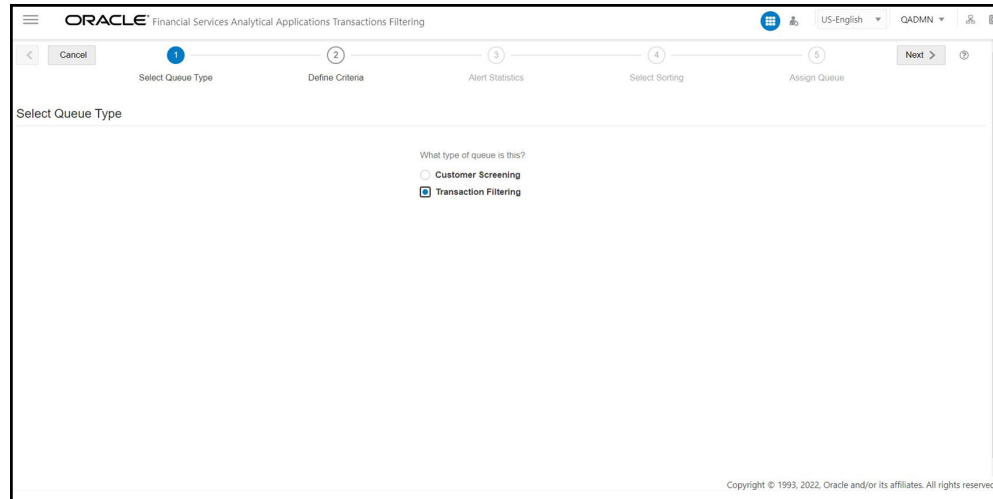 ORACLE® Financial Services Analytical Applications Transactions Filtering
US-English
QADMN
Cancel
1
2
3
4
5
Next
Select Queue Type
Define Criteria
Alert Statistics
Select Sorting
Assign Queue
Select Queue Type
What type of queue is this?
Customer Screening
Transaction Filtering
Copyright © 1993, 2022, Oracle and/or its affiliates. All rights reserved